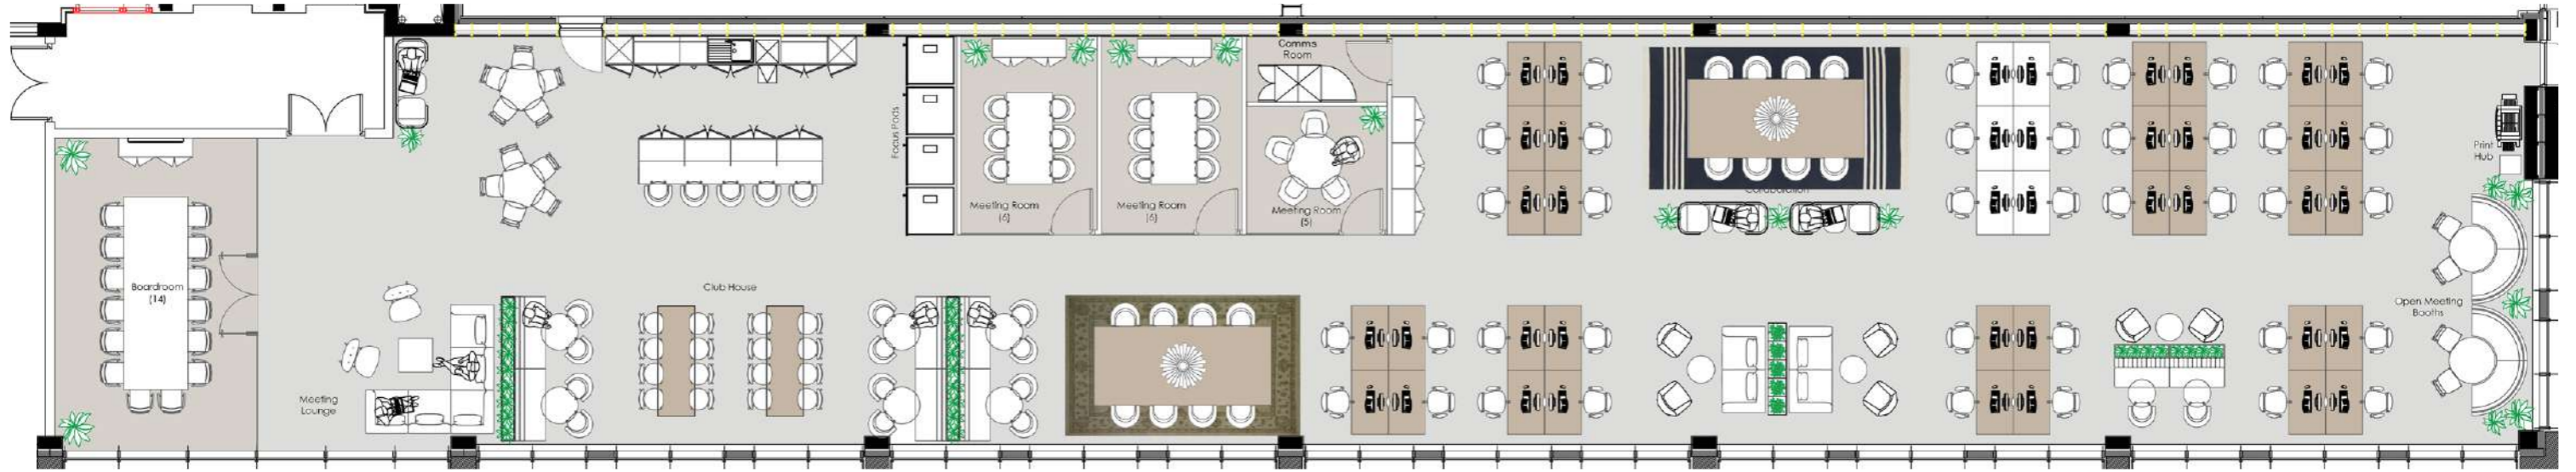 Comms
Room
Focus Pods
Meeting Room
(6)
Meeting Room
(6)
Meeting Room
(5)
Collaboration
Print
Hub
Boardroom
(14)
Club House
Meeting
Lounge
Open Meeting
Booths